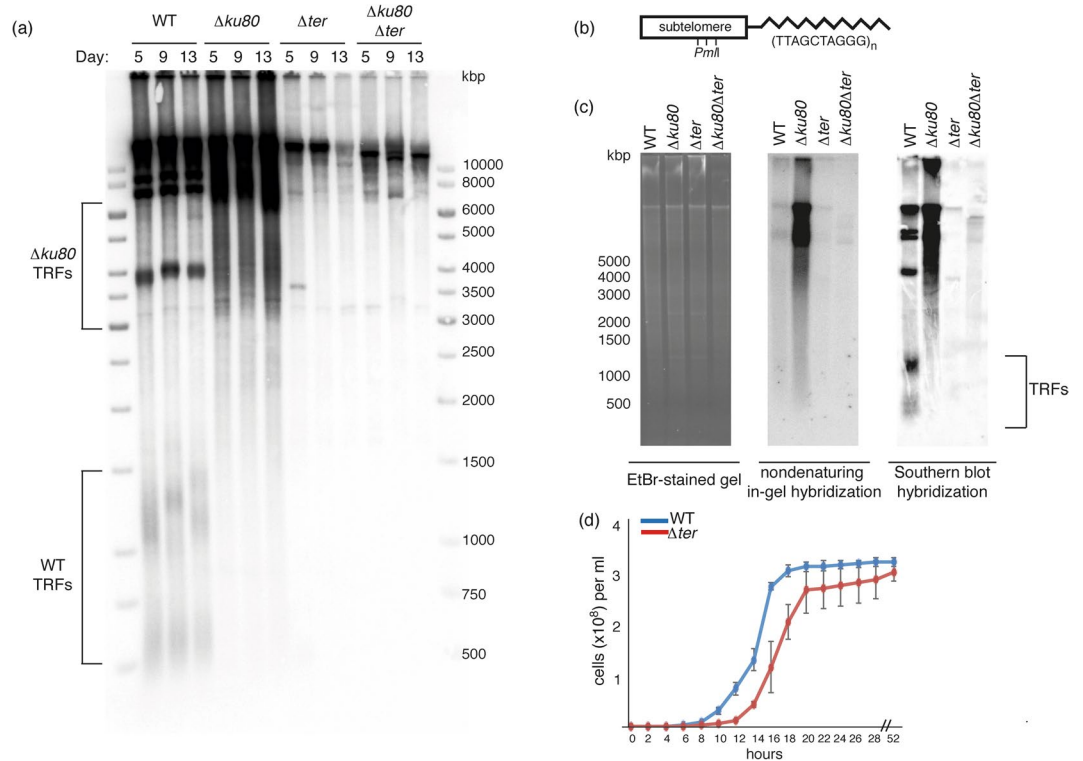 (a)
WT Δku80 Δter Δku80 Δter
Day: 5 9 13 5 9 13 5 9 13 5 9 13
kbp
10000
8000
6000
5000
4000
3500
3000
2500
2000
1500
1000
750
500
Δku80
TRFs
WT
TRFs
(b)
subtelomere
PmlI
(TTAGCTAGGG)n
(c)
WT Δku80 Δter Δku80Δter
WT Δku80 Δter Δku80Δter
WT Δku80 Δter Δku80Δter
kbp
5000
4000
3000
2000
1500
1000
500
TRFs
EtBr-stained gel
nondenaturing
in-gel hybridization
Southern blot
hybridization
(d)
WT
Δter
4
3
2
1
cells (x10⁸) per ml
0 2 4 6 8 10 12 14 16 18 20 22 24 26 28 52
hours